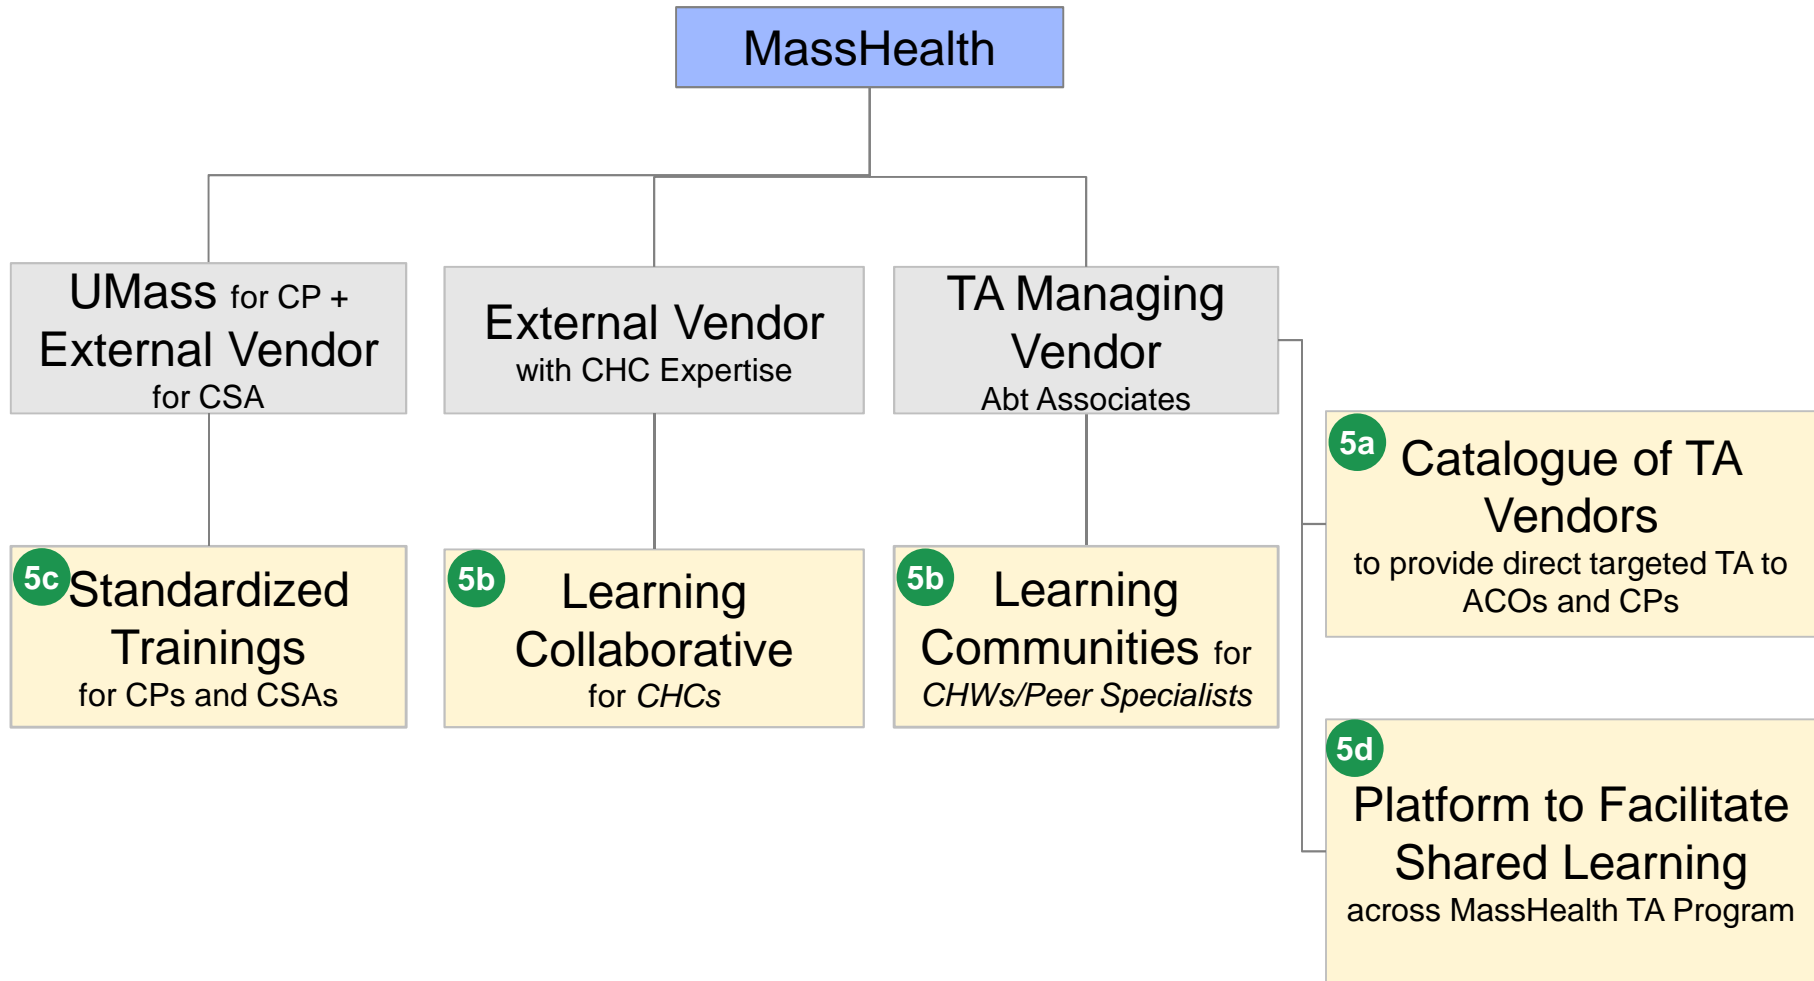 MassHealth
UMass for CP +
External Vendor
for CSA
External Vendor
with CHC Expertise
TA Managing
Vendor
Abt Associates
5a
Catalogue of TA
Vendors
to provide direct targeted TA to
ACOs and CPs
5c
Standardized
Trainings
for CPs and CSAs
5b
Learning
Collaborative
for CHCs
5b
Learning
Communities for
CHWs/Peer Specialists
5d
Platform to Facilitate
Shared Learning
across MassHealth TA Program